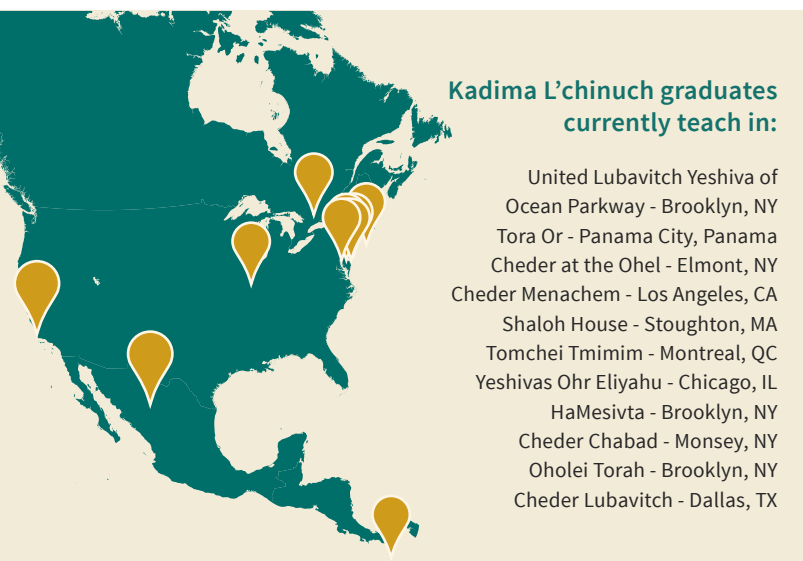 Kadima L’chinuch graduates
currently teach in:
United Lubavitch Yeshiva of
Ocean Parkway - Brooklyn, NY
Tora Or - Panama City, Panama
Cheder at the Ohel - Elmont, NY
Cheder Menachem - Los Angeles, CA
Shaloh House - Stoughton, MA
Tomchei Tmimim - Montreal, QC
Yeshivas Ohr Eliyahu - Chicago, IL
HaMesivta - Brooklyn, NY
Cheder Chabad - Monsey, NY
Oholei Torah - Brooklyn, NY
Cheder Lubavitch - Dallas, TX